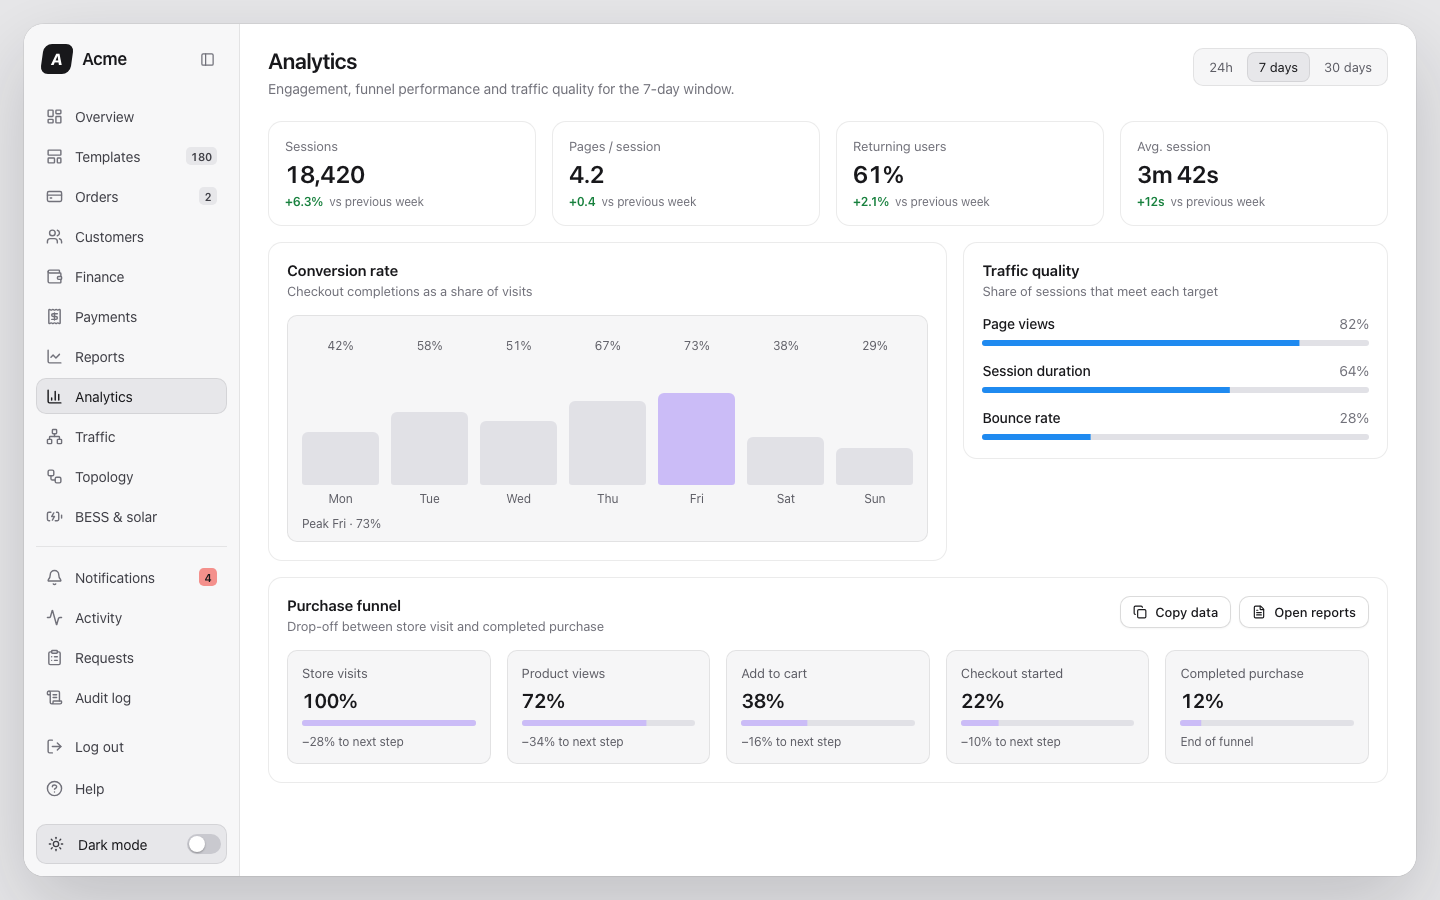 A Acme
Overview
Templates 180
Orders 2
Customers
Finance
Payments
Reports
Analytics
Traffic
Topology
BESS & solar
Notifications 4
Activity
Requests
Audit log
Log out
Help
Dark mode
Analytics
Engagement, funnel performance and traffic quality for the 7-day window.
24h 7 days 30 days
Sessions
18,420
+6.3% vs previous week
Pages / session
4.2
+0.4 vs previous week
Returning users
61%
+2.1% vs previous week
Avg. session
3m 42s
+12s vs previous week
Conversion rate
Checkout completions as a share of visits
42% 58% 51% 67% 73% 38% 29%
Mon Tue Wed Thu Fri Sat Sun
Peak Fri · 73%
Traffic quality
Share of sessions that meet each target
Page views 82%
Session duration 64%
Bounce rate 28%
Purchase funnel
Drop-off between store visit and completed purchase
Copy data Open reports
Store visits
100%
−28% to next step
Product views
72%
−34% to next step
Add to cart
38%
−16% to next step
Checkout started
22%
−10% to next step
Completed purchase
12%
End of funnel